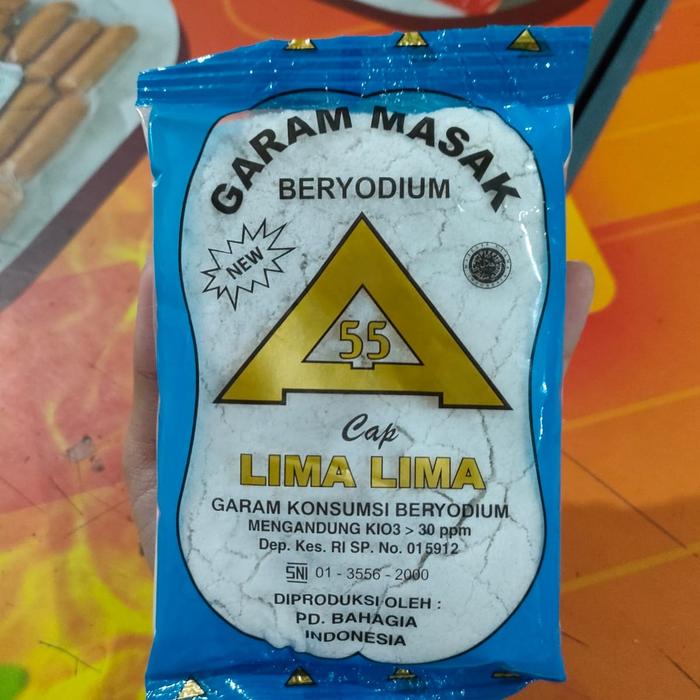 GARAM MASAK
BERYODIUM
NEW
55
Cap
LIMA LIMA
GARAM KONSUMSI BERYODIUM
MENGANDUNG KIO3 > 30 ppm
Dep. Kes. RI SP. No. 015912
SNI 01 - 3556 - 2000
DIPRODUKSI OLEH :
PD. BAHAGIA
INDONESIA